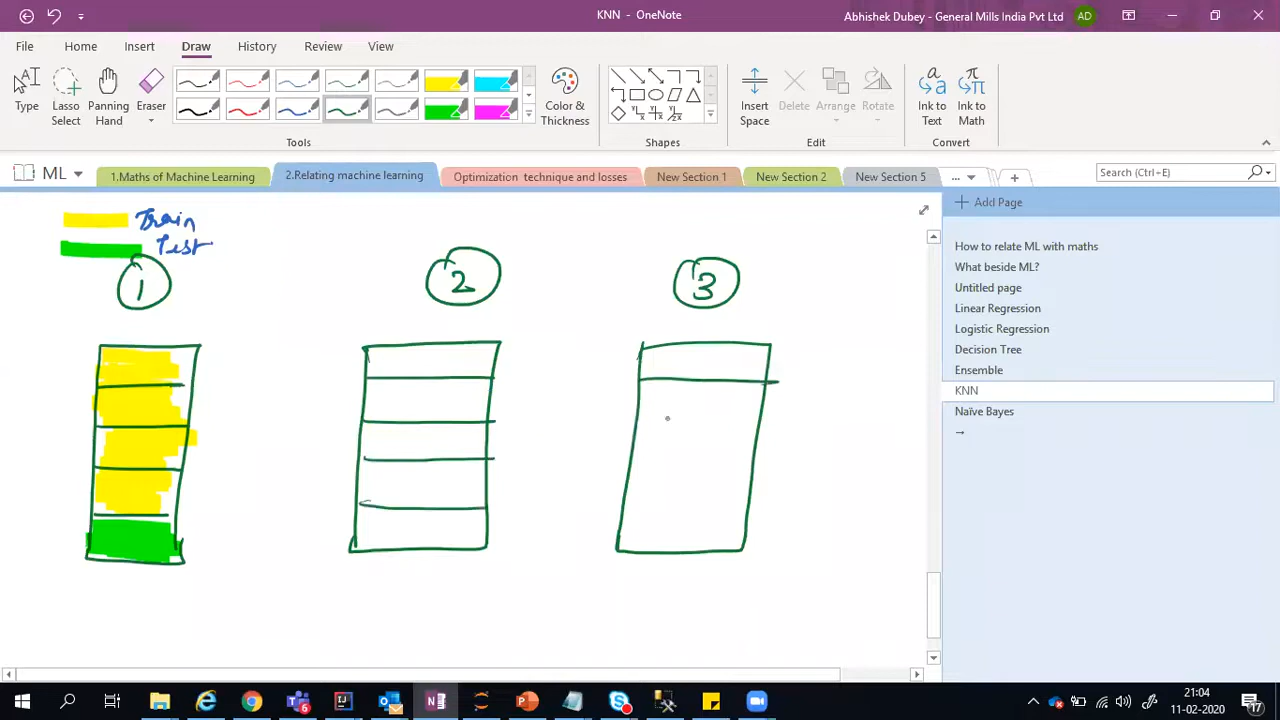 KNN - OneNote
Abhishek Dubey - General Mills India Pvt Ltd AD
File Home Insert Draw History Review View
Type Lasso Select Panning Hand Eraser
Color & Thickness
Insert Space Delete Arrange Rotate
Ink to Text Ink to Math
Tools Shapes Edit Convert
ML 1.Maths of Machine Learning 2.Relating machine learning Optimization technique and losses New Section 1 New Section 2 New Section 5 ... Search (Ctrl+E)
Add Page
Train
Test
1 2 3
How to relate ML with maths
What beside ML?
Untitled page
Linear Regression
Logistic Regression
Decision Tree
Ensemble
KNN
Naïve Bayes
→
21:04
11-02-2020
17